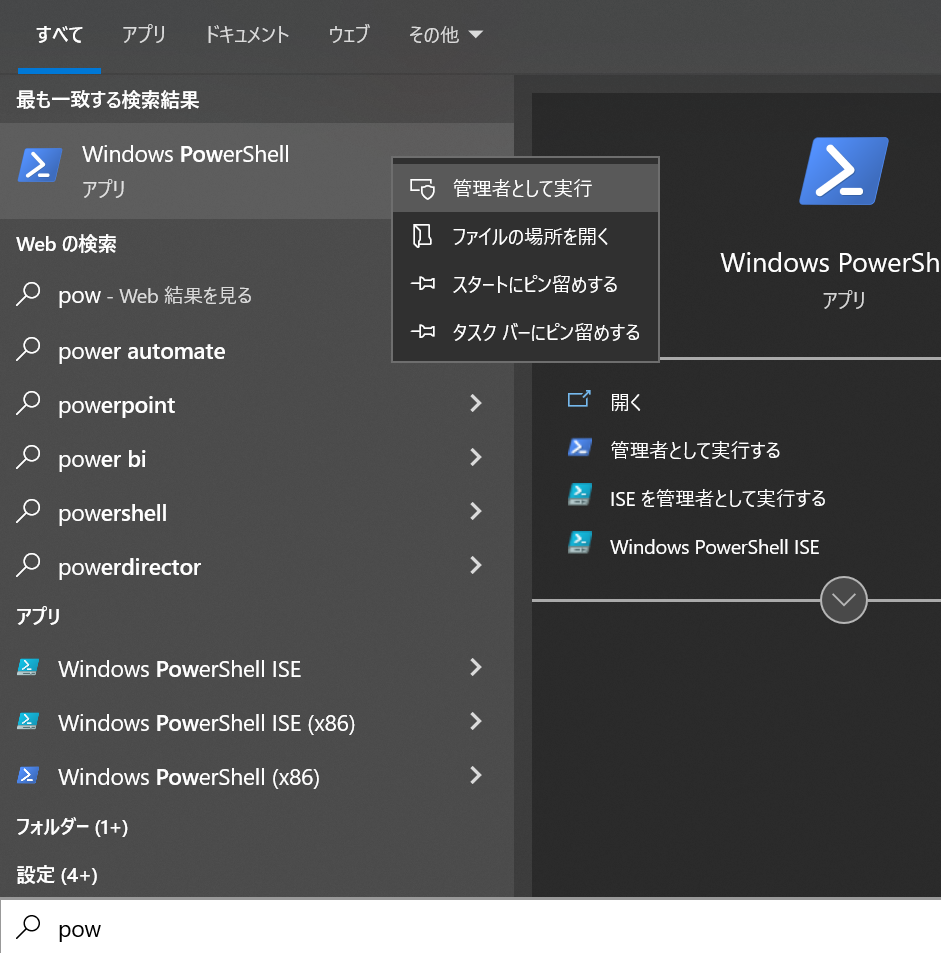 すべて アプリ ドキュメント ウェブ その他
最も一致する検索結果
Windows PowerShell
アプリ
管理者として実行
ファイルの場所を開く
スタートにピン留めする
タスク バーにピン留めする
Web の検索
pow - Web 結果を見る
power automate
powerpoint
power bi
powershell
powerdirector
アプリ
Windows PowerShell ISE
Windows PowerShell ISE (x86)
Windows PowerShell (x86)
フォルダー (1+)
設定 (4+)
pow
Windows PowerSh
アプリ
開く
管理者として実行する
ISE を管理者として実行する
Windows PowerShell ISE